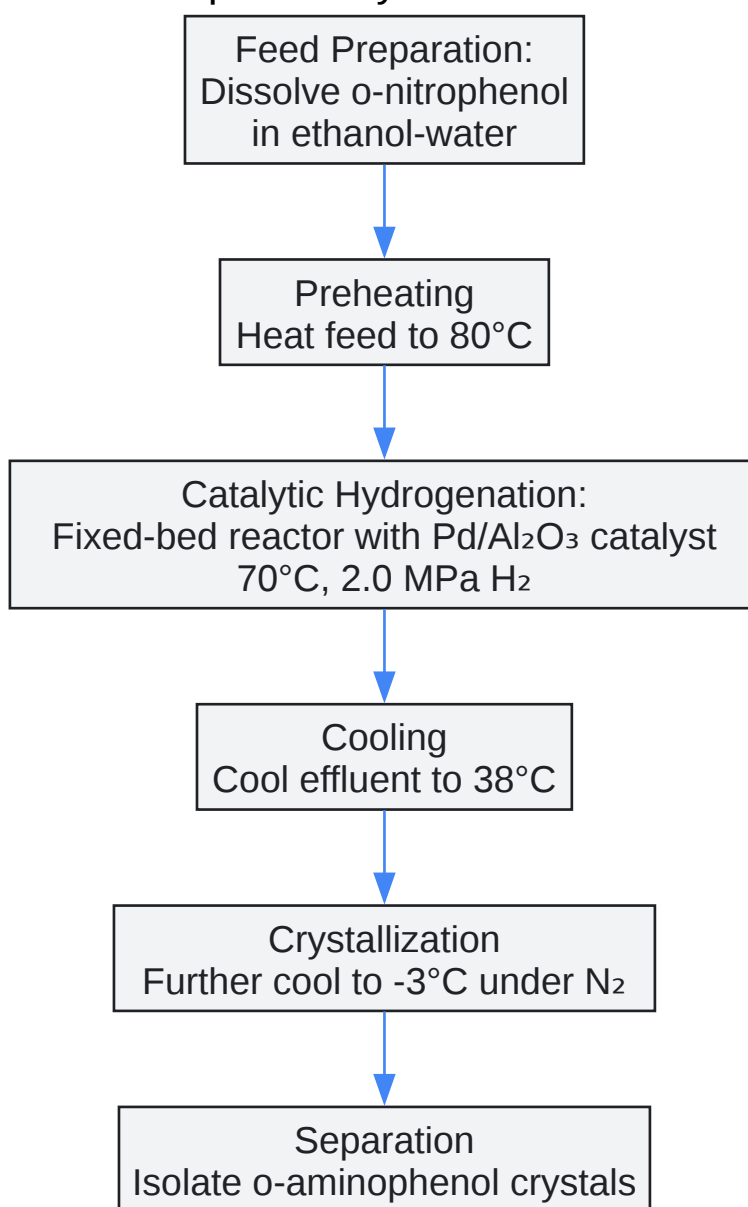 Feed Preparation:
Dissolve o-nitrophenol
in ethanol-water
Preheating
Heat feed to 80°C
Catalytic Hydrogenation:
Fixed-bed reactor with Pd/Al₂O₃ catalyst
70°C, 2.0 MPa H₂
Cooling
Cool effluent to 38°C
Crystallization
Further cool to -3°C under N₂
Separation
Isolate o-aminophenol crystals